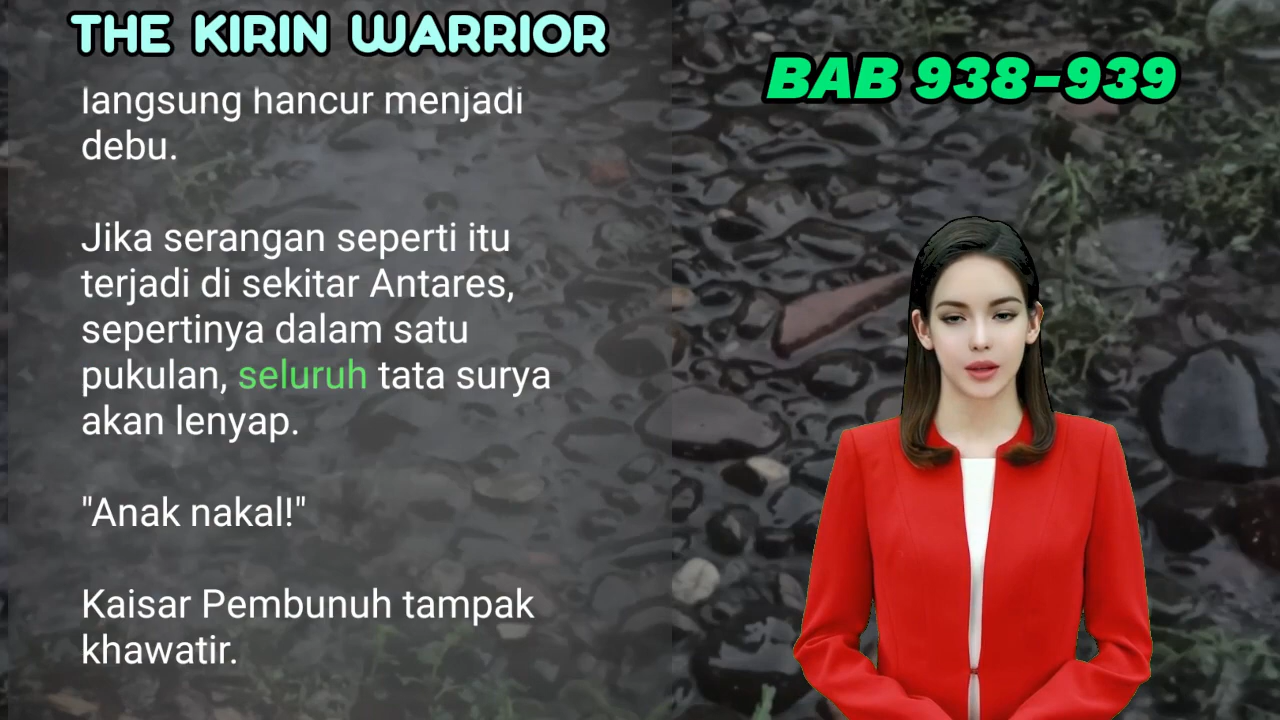 THE KIRIN WARRIOR
BAB 938-939
langsung hancur menjadi
debu.
Jika serangan seperti itu
terjadi di sekitar Antares,
sepertinya dalam satu
pukulan, seluruh tata surya
akan lenyap.
"Anak nakal!"
Kaisar Pembunuh tampak
khawatir.